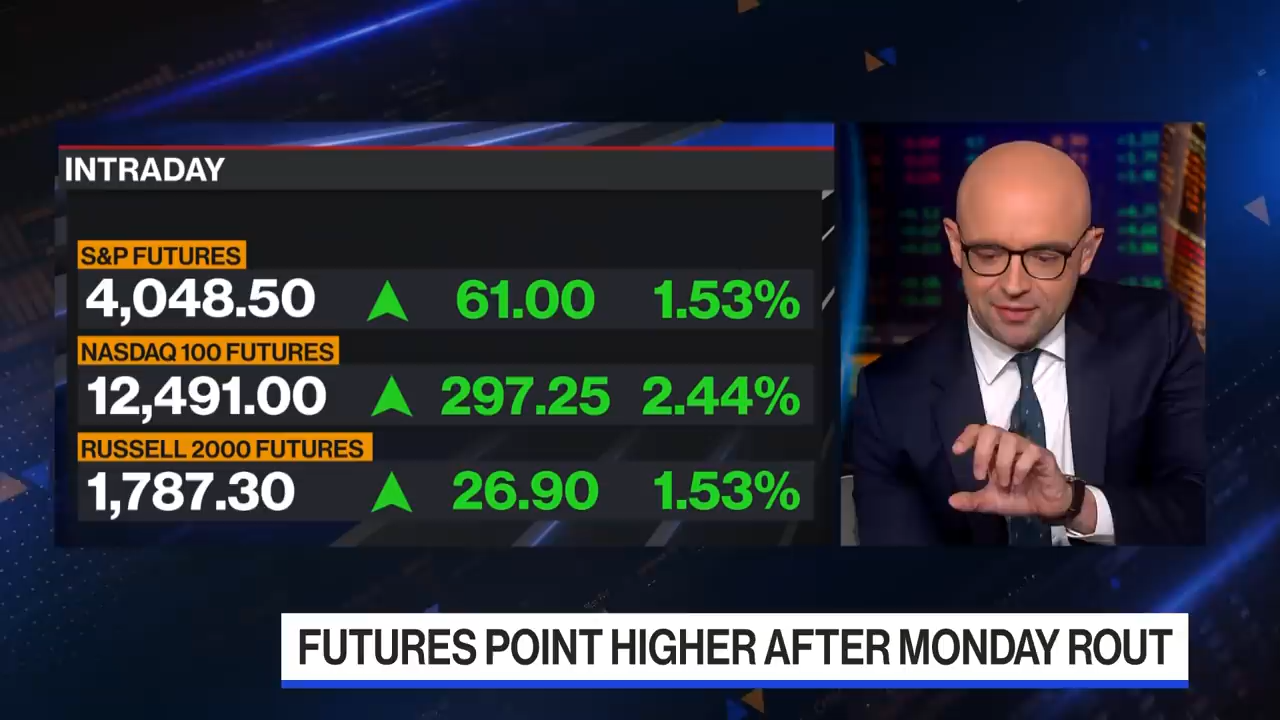 INTRADAY
S&P FUTURES
4,048.50 ▲ 61.00 1.53%
NASDAQ 100 FUTURES
12,491.00 ▲ 297.25 2.44%
RUSSELL 2000 FUTURES
1,787.30 ▲ 26.90 1.53%
FUTURES POINT HIGHER AFTER MONDAY ROUT